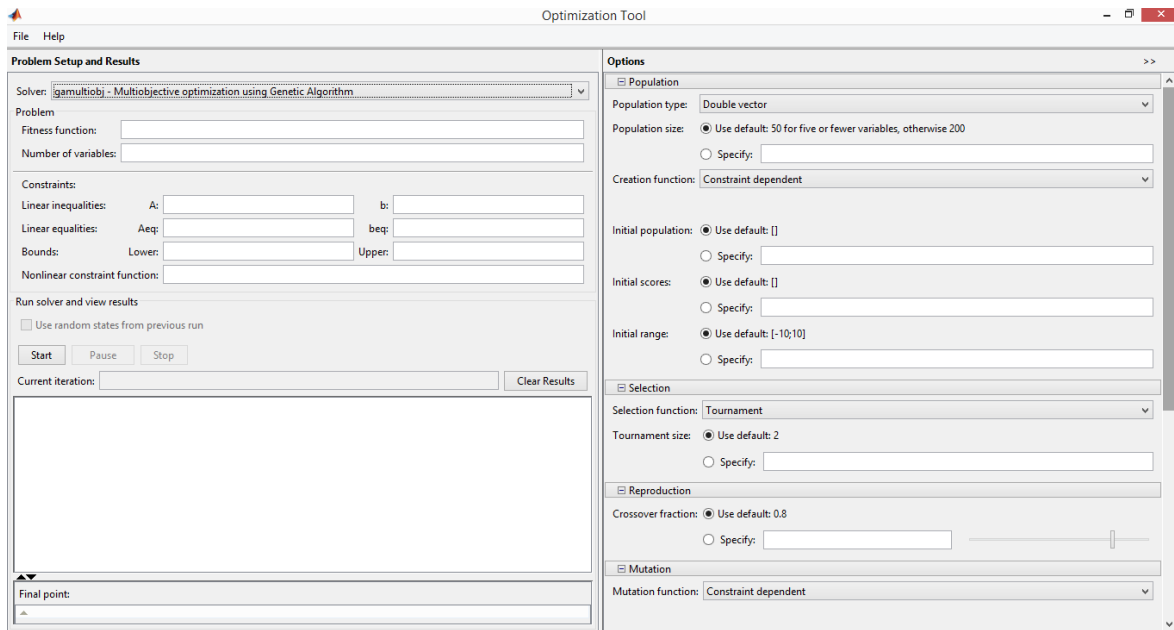 Optimization Tool
File Help
Problem Setup and Results
Solver: gamultiobj - Multiobjective optimization using Genetic Algorithm
Problem
Fitness function:
Number of variables:
Constraints:
Linear inequalities: A: b:
Linear equalities: Aeq: beq:
Bounds: Lower: Upper:
Nonlinear constraint function:
Run solver and view results
Use random states from previous run
Start Pause Stop
Current iteration: Clear Results
Final point:
Options >>
Population
Population type: Double vector
Population size: Use default: 50 for five or fewer variables, otherwise 200
Specify:
Creation function: Constraint dependent
Initial population: Use default: []
Specify:
Initial scores: Use default: []
Specify:
Initial range: Use default: [-10;10]
Specify:
Selection
Selection function: Tournament
Tournament size: Use default: 2
Specify:
Reproduction
Crossover fraction: Use default: 0.8
Specify:
Mutation
Mutation function: Constraint dependent